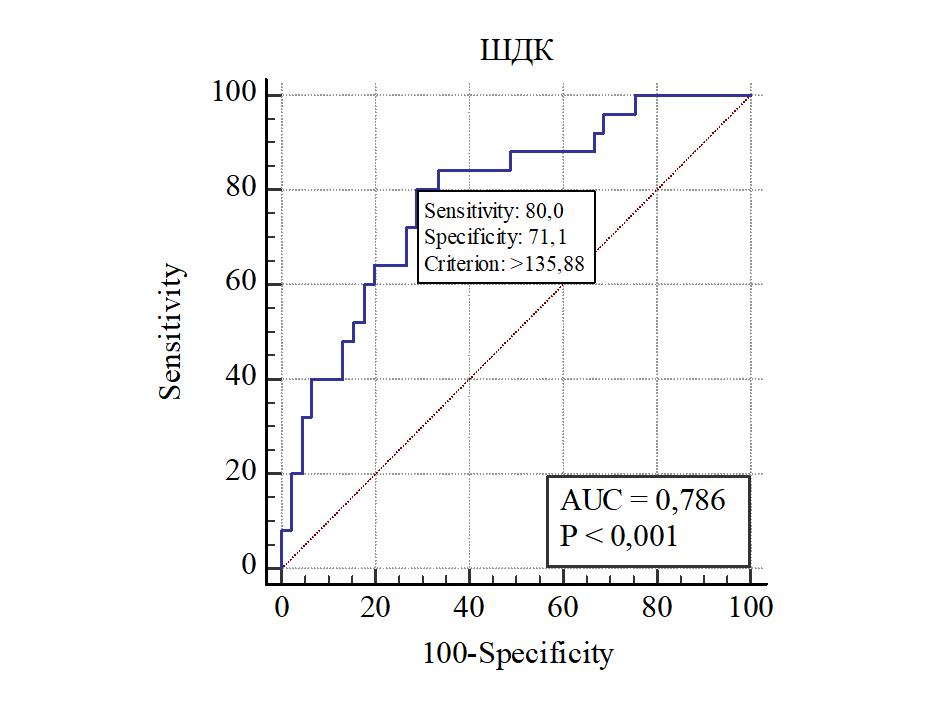 ШДК
100
80
60
40
20
0
Sensitivity
Sensitivity: 80,0
Specificity: 71,1
Criterion: >135,88
AUC = 0,786
P < 0,001
0 20 40 60 80 100
100-Specificity